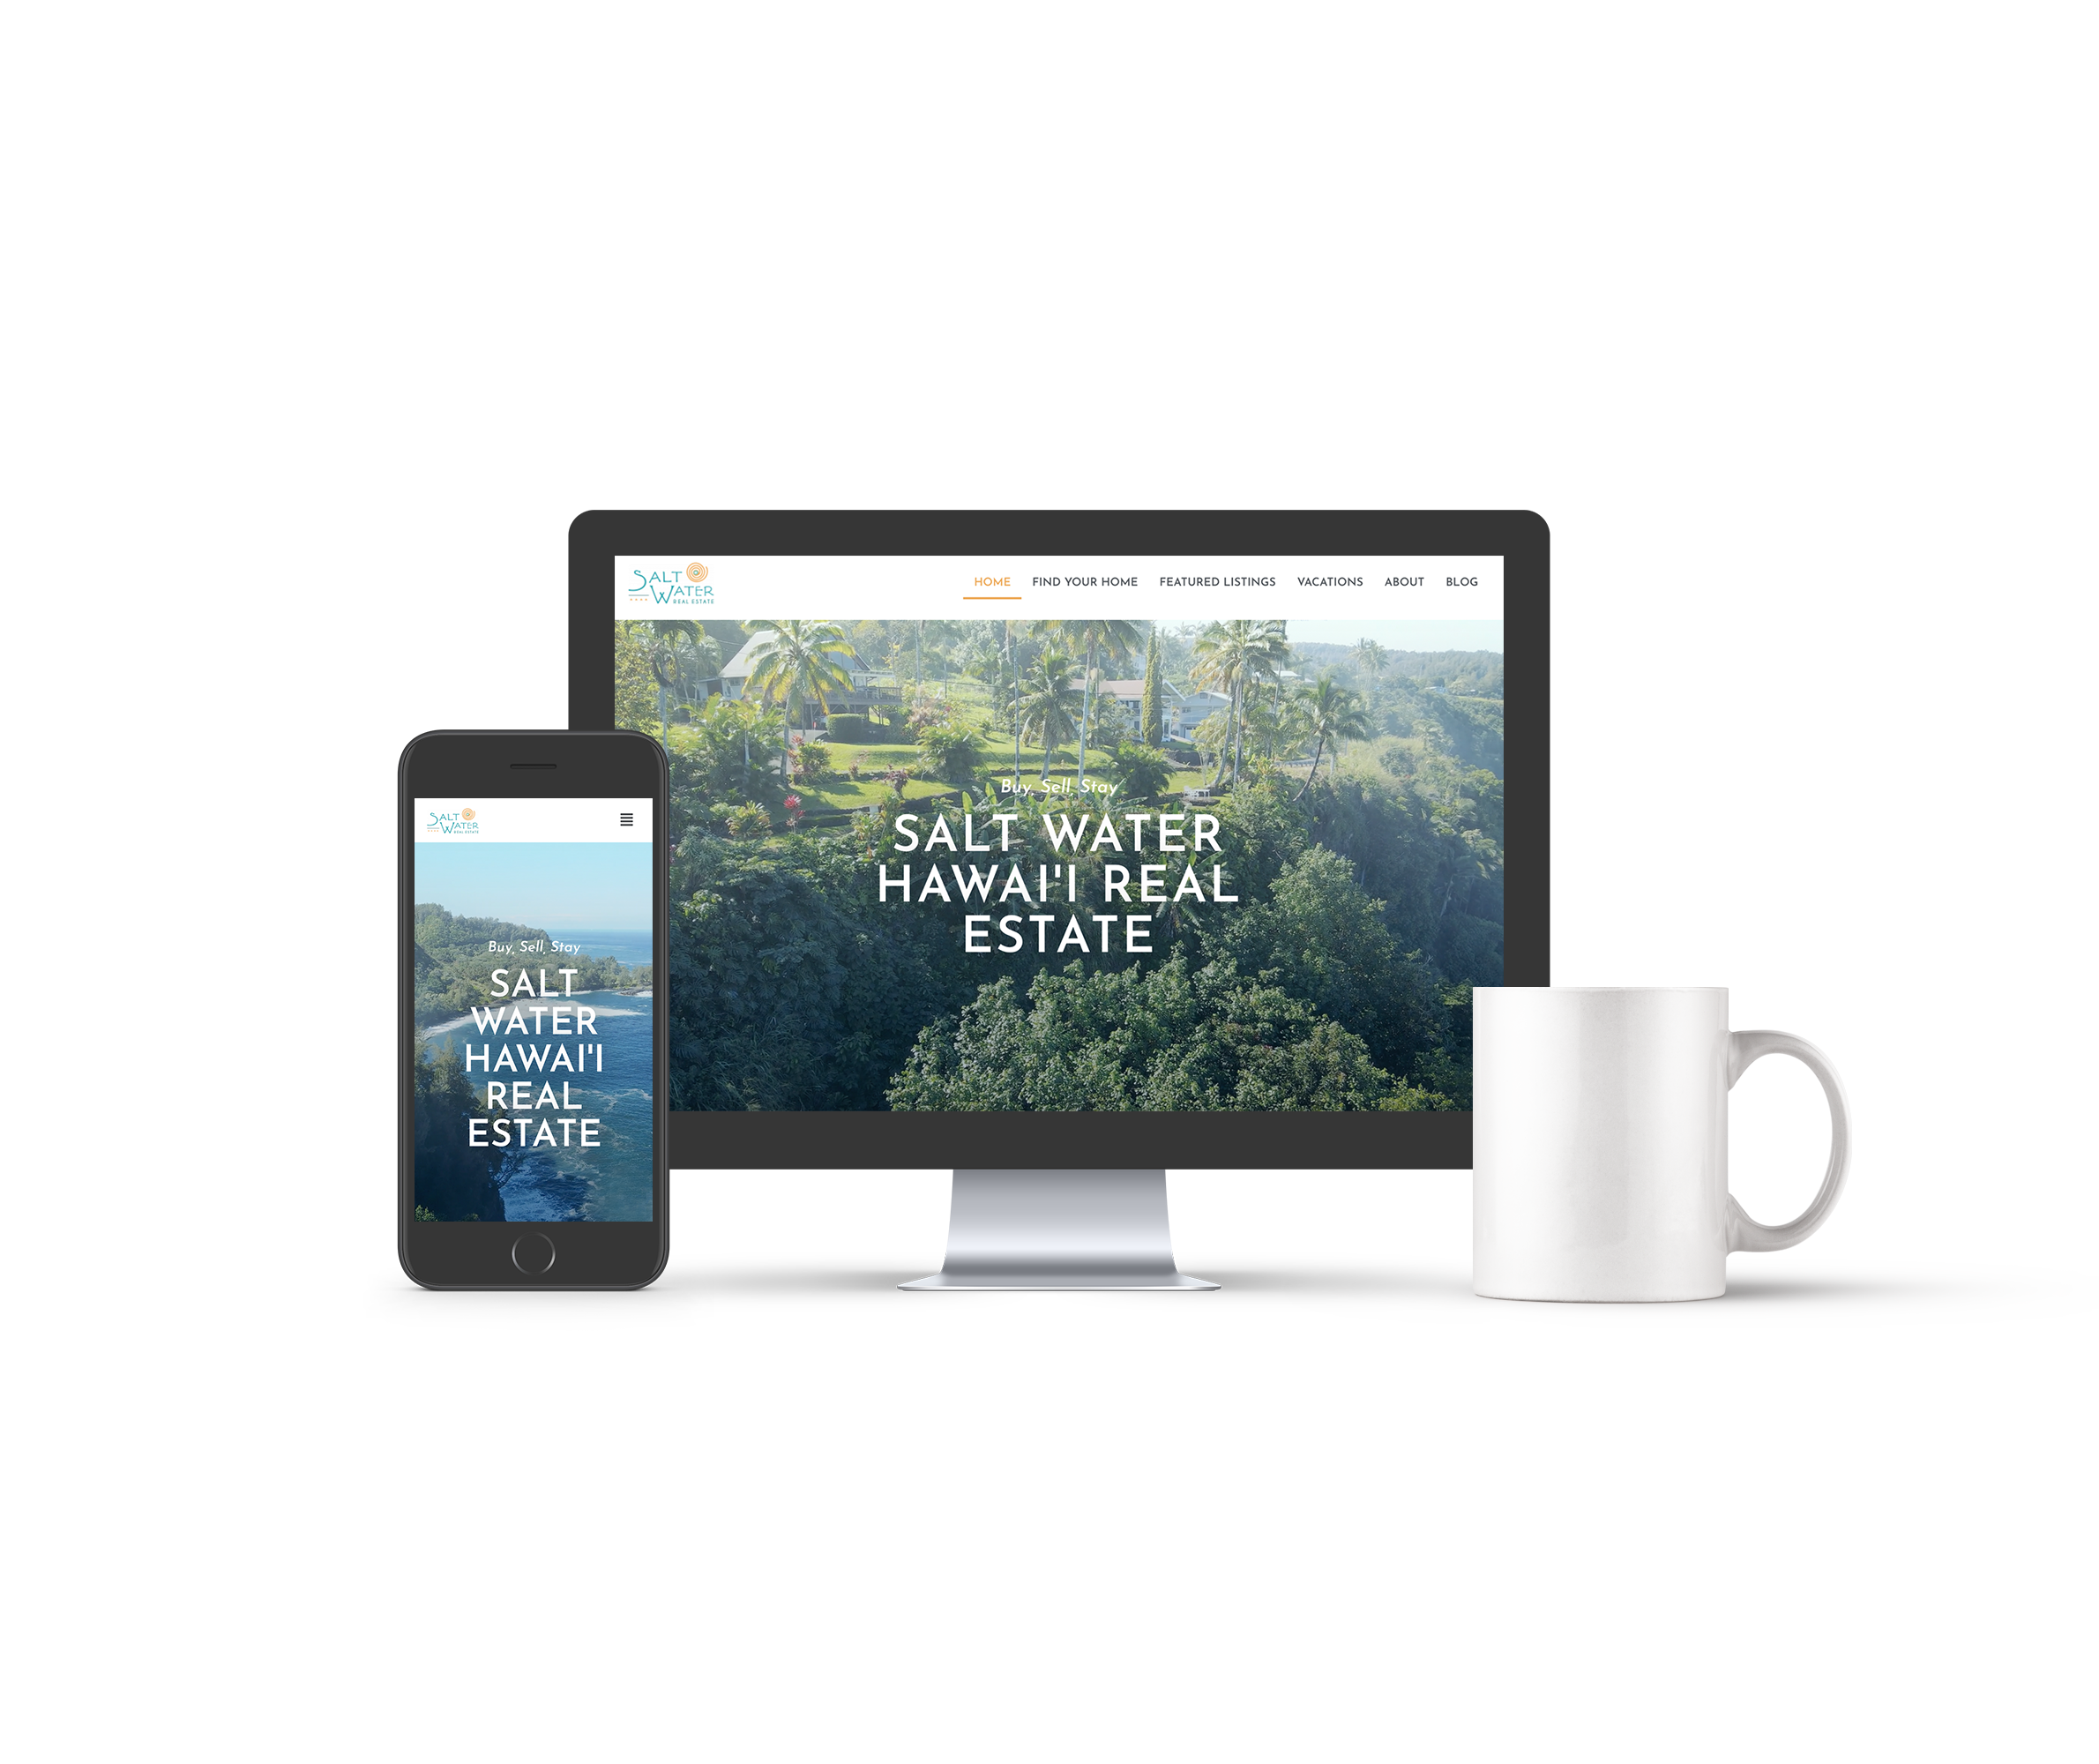 SALT
WATER
REAL ESTATE
HOME FIND YOUR HOME FEATURED LISTINGS VACATIONS ABOUT BLOG
Buy, Sell, Stay
SALT WATER
HAWAI'I REAL
ESTATE
SALT
WATER
REAL ESTATE
Buy, Sell, Stay
SALT
WATER
HAWAI'I
REAL
ESTATE